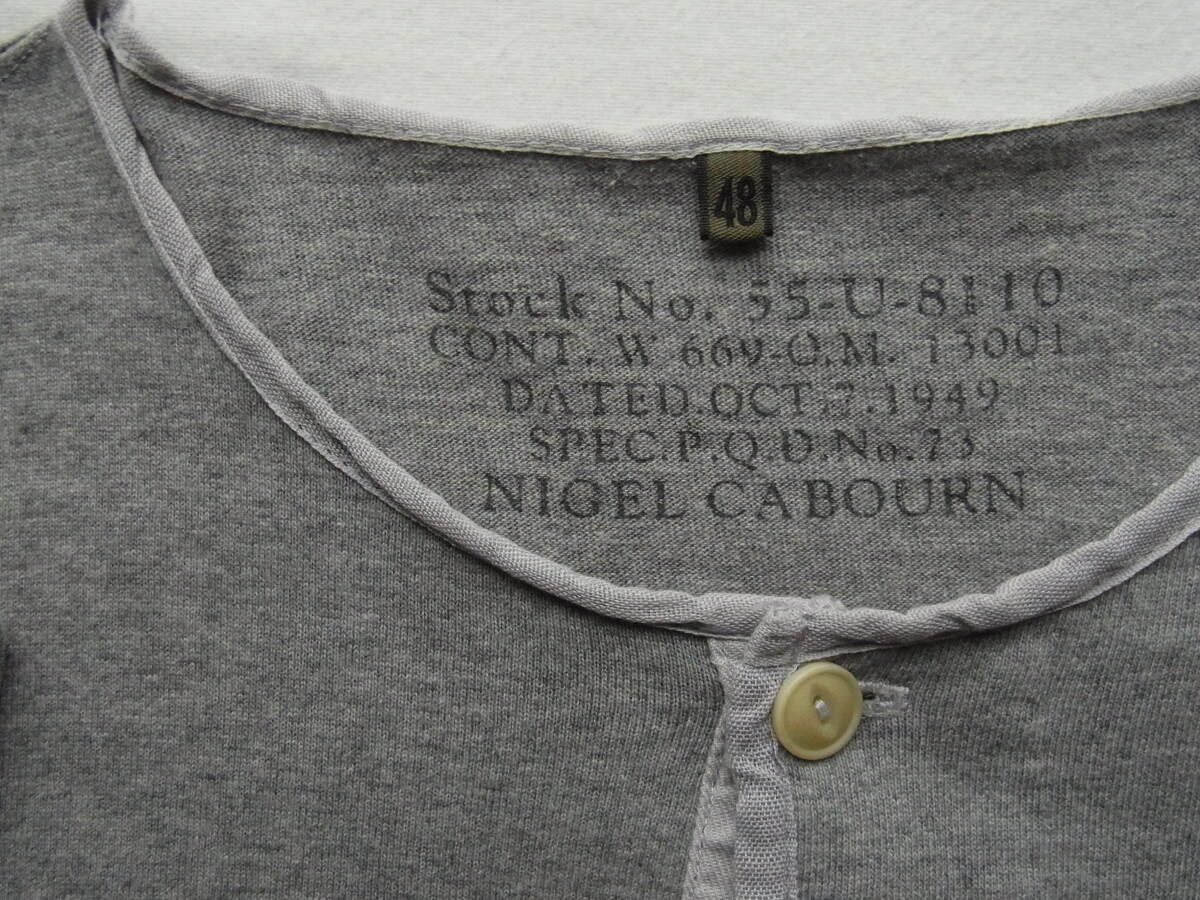 48
Stock No. 55-U-8110
CONT. W 669-Q.M. 13001
DATED.OCT.7.1949
SPEC.P.Q.D.No.73
NIGEL CABOURN